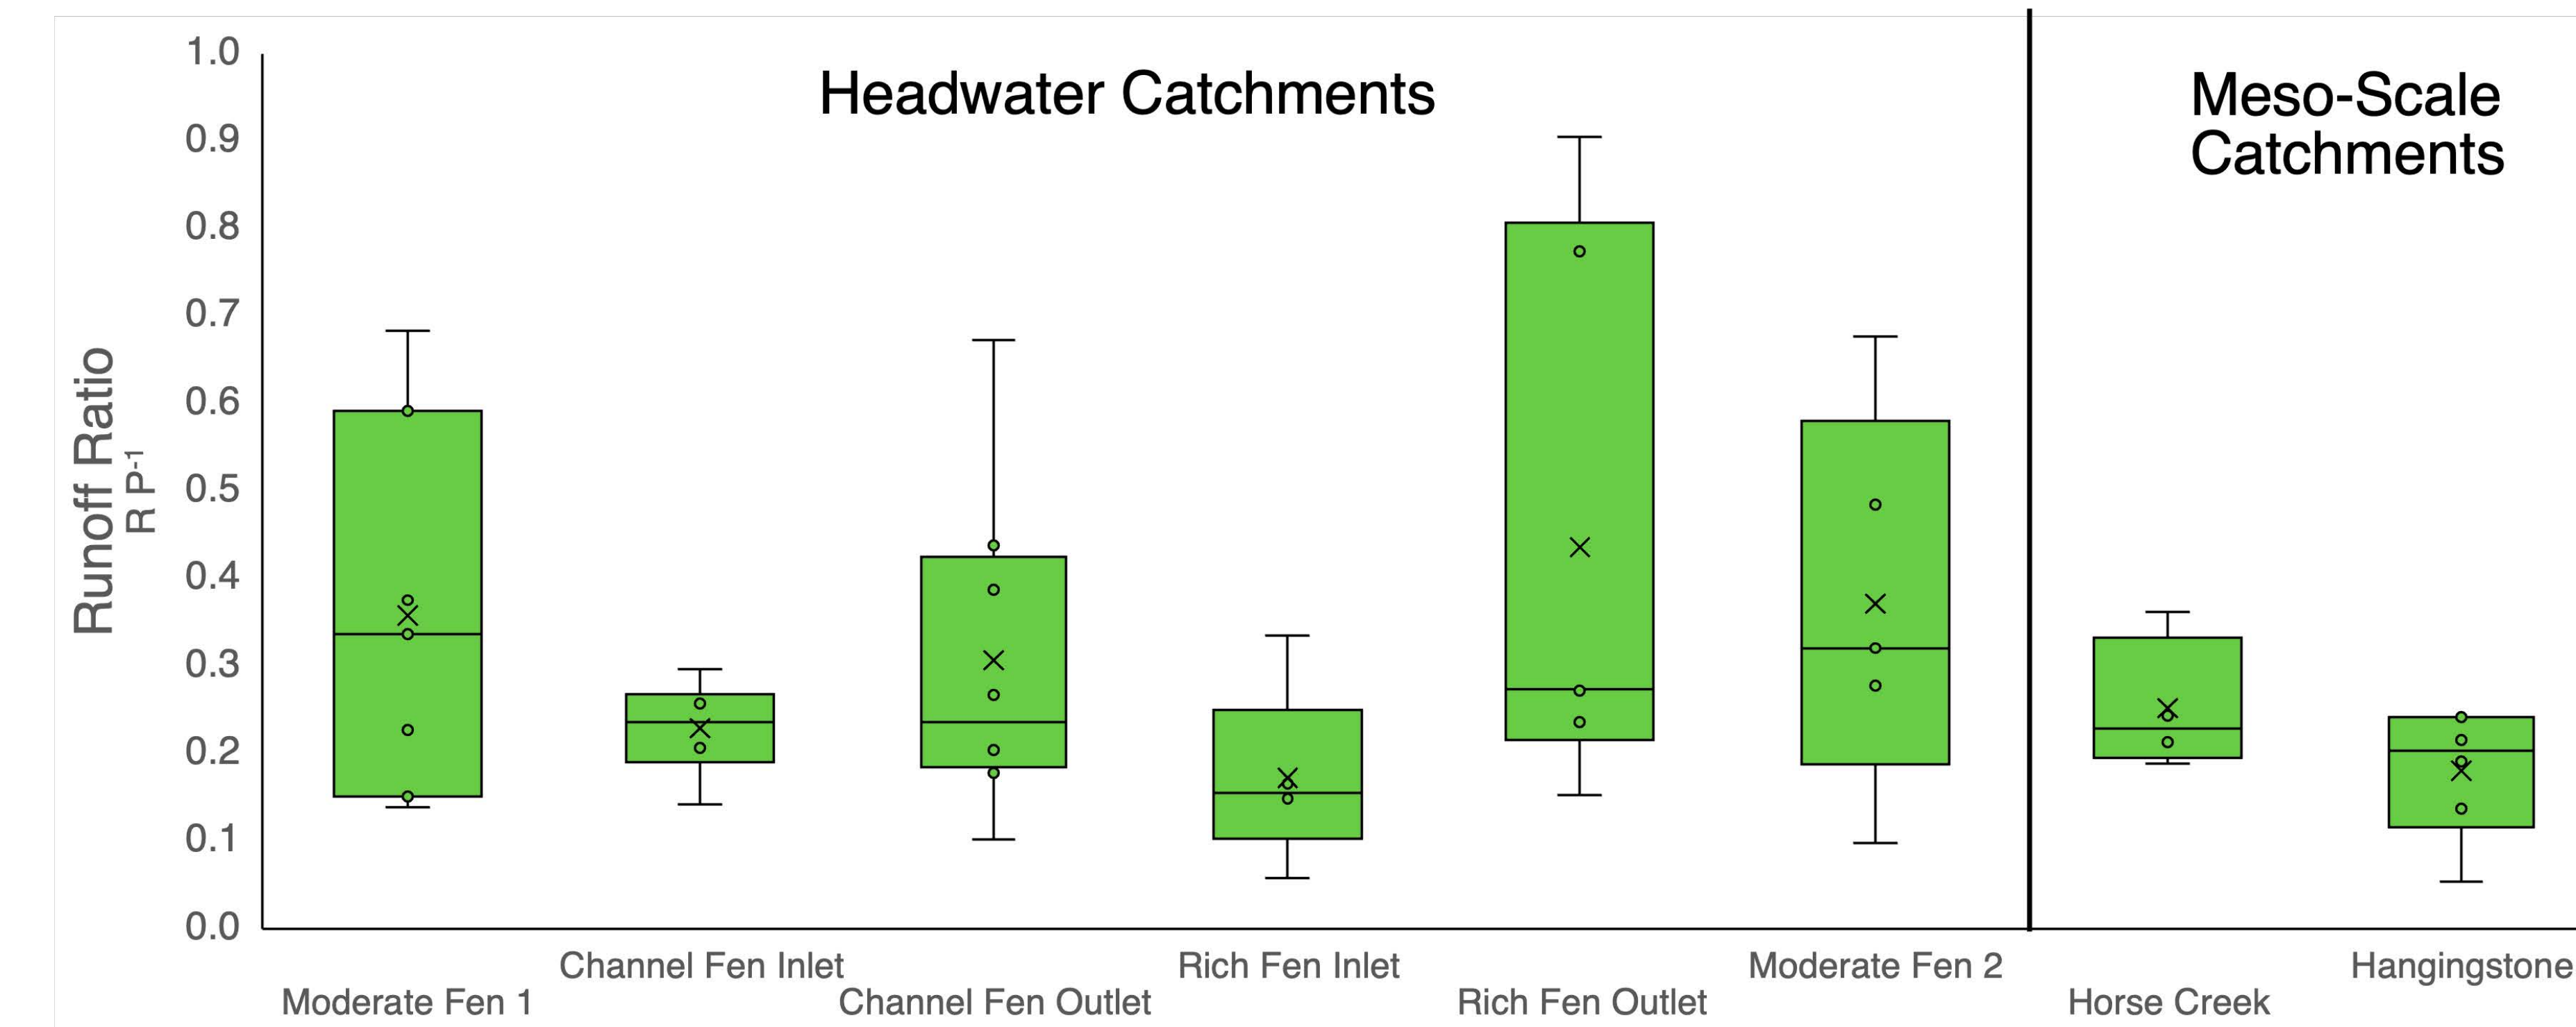 Headwater Catchments
Meso-Scale
Catchments
Runoff Ratio
R P-1
1.0
0.9
0.8
0.7
0.6
0.5
0.4
0.3
0.2
0.1
0.0
Channel Fen Inlet
Rich Fen Inlet
Moderate Fen 2
Hangingstone
Moderate Fen 1
Channel Fen Outlet
Rich Fen Outlet
Horse Creek